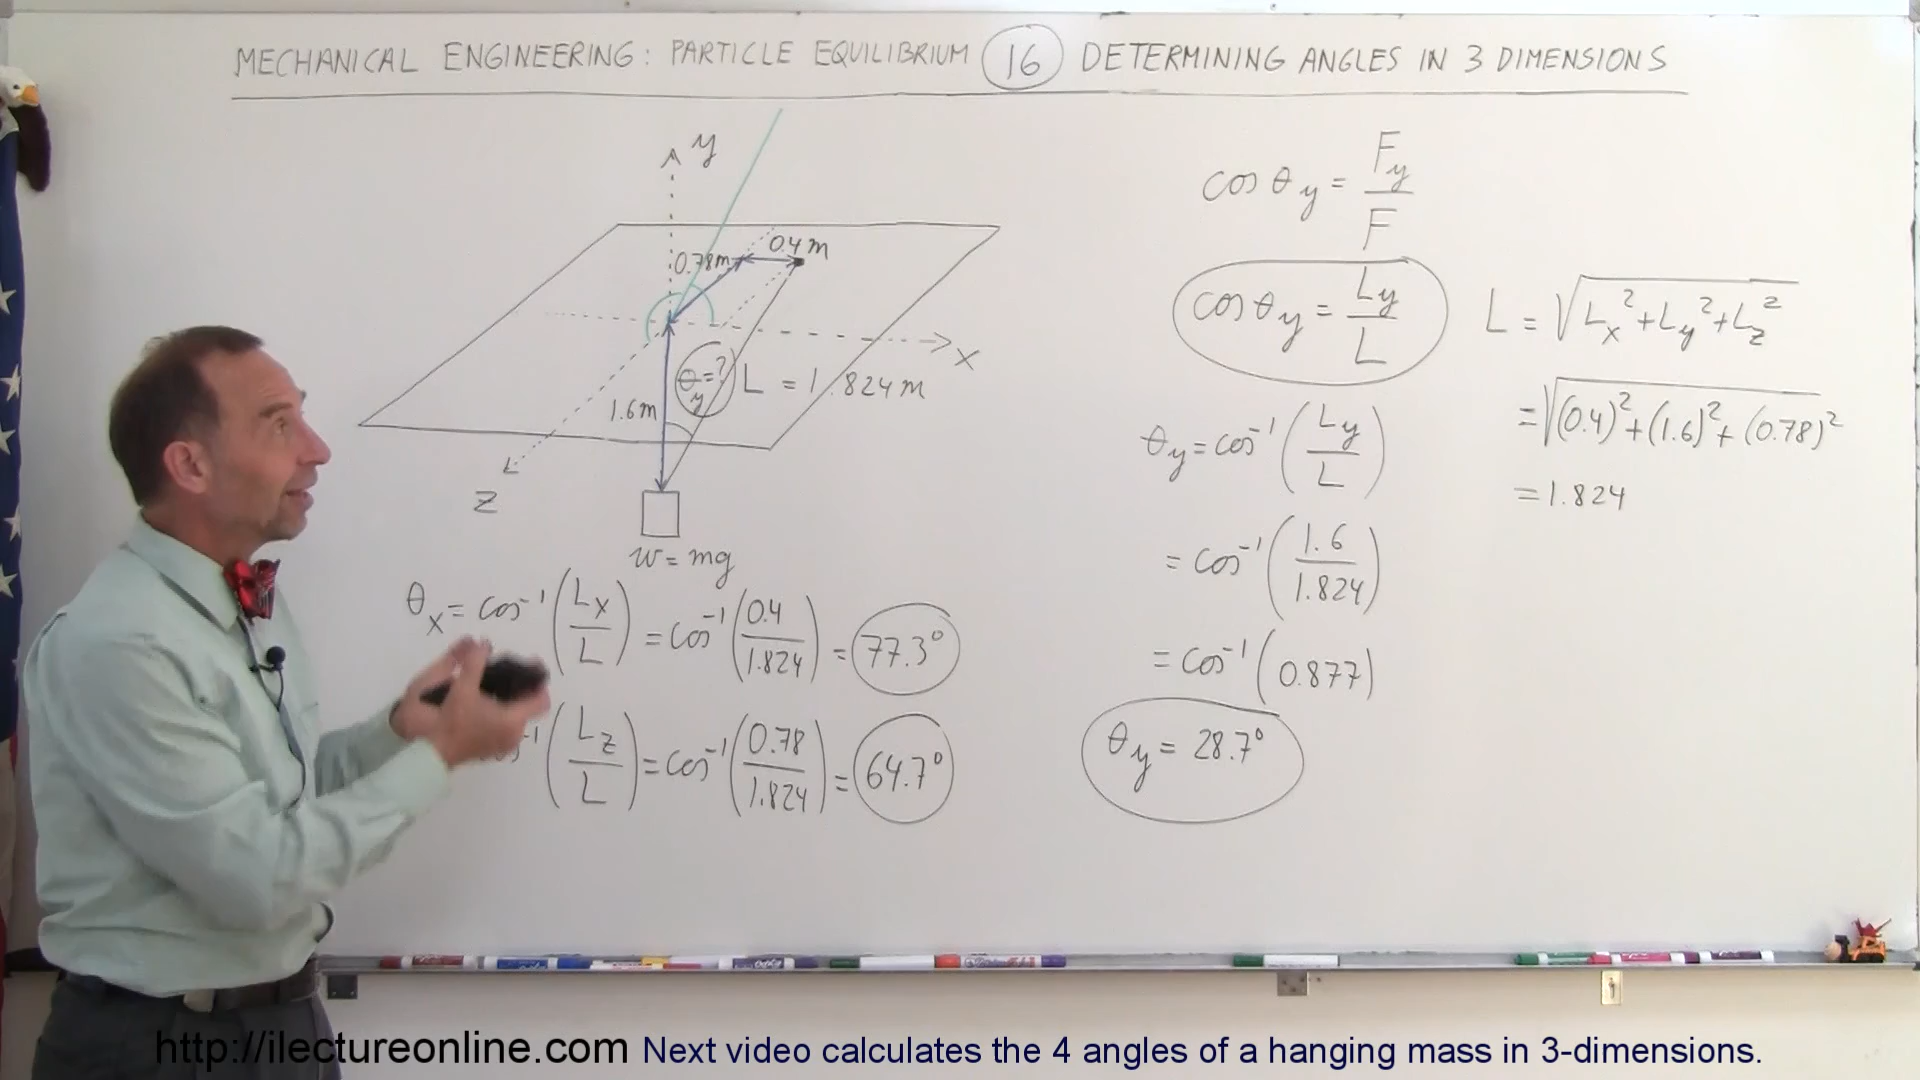 MECHANICAL ENGINEERING: PARTICLE EQUILIBRIUM 16 DETERMINING ANGLES IN 3 DIMENSIONS
y
0.4 m
0.78m
x
θy = ?
L = 1.824 m
1.6m
z
w = mg
θx = cos⁻¹ (Lx/L) = cos⁻¹ (0.4/1.824) = 77.3°
cos⁻¹ (Lz/L) = cos⁻¹ (0.78/1.824) = 64.7°
cos θy = Fy/F
cos θy = Ly/L
θy = cos⁻¹ (Ly/L)
= cos⁻¹ (1.6/1.824)
= cos⁻¹ (0.877)
θy = 28.7°
L = √(Lx² + Ly² + Lz²)
= √((0.4)² + (1.6)² + (0.78)²)
= 1.824
http://ilectureonline.com Next video calculates the 4 angles of a hanging mass in 3-dimensions.